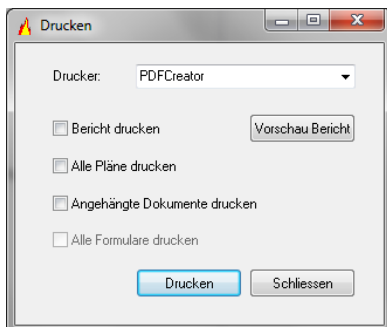 Drucken
Drucker: PDFCreator
Bericht drucken Vorschau Bericht
Alle Pläne drucken
Angehängte Dokumente drucken
Alle Formulare drucken
Drucken Schliessen